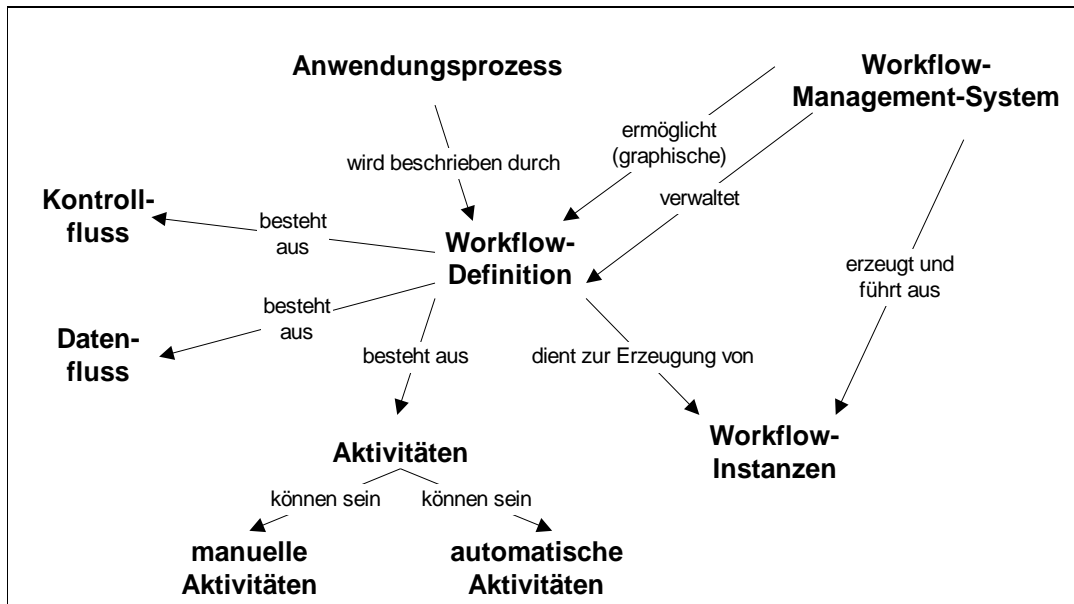 Anwendungsprozess
Workflow-
Management-System
ermöglicht
(graphische)
wird beschrieben durch
verwaltet
Kontroll-
fluss
besteht
aus
Workflow-
Definition
erzeugt und
führt aus
besteht
aus
Daten-
fluss
besteht aus
dient zur Erzeugung von
Aktivitäten
Workflow-
Instanzen
können sein
können sein
manuelle
Aktivitäten
automatische
Aktivitäten